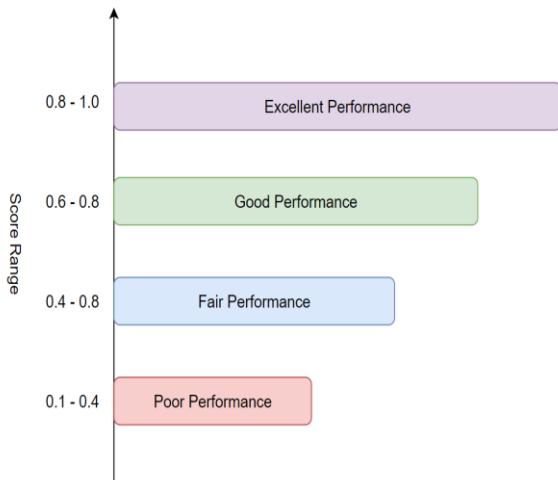 0.8 - 1.0
Excellent Performance
0.6 - 0.8
Good Performance
Score Range
0.4 - 0.8
Fair Performance
0.1 - 0.4
Poor Performance